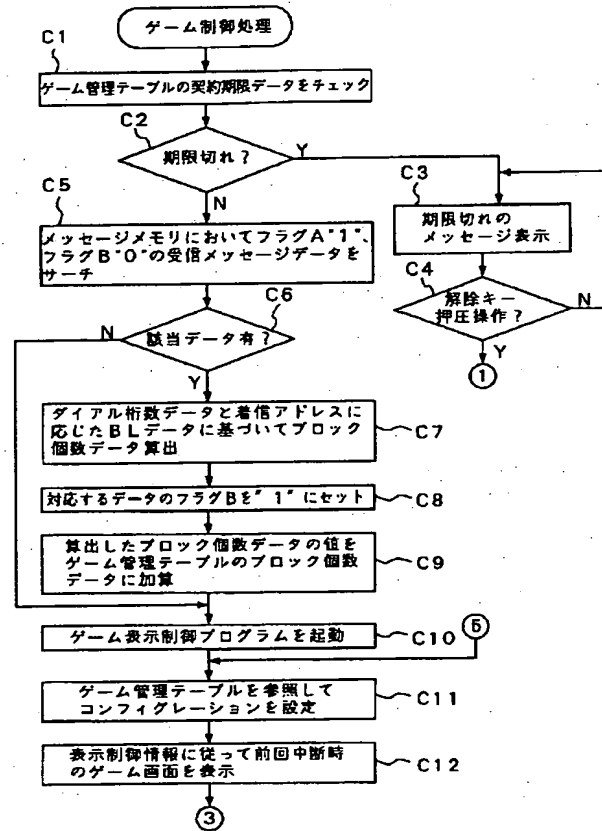 ゲーム制御処理
C1
ゲーム管理テーブルの契約期限データをチェック
C2
期限切れ?
Y
N
C3
期限切れの
メッセージ表示
C4
解除キー
押圧操作?
N
Y
①
C5
メッセージメモリにおいてフラグA"1"、
フラグB"0"の受信メッセージデータを
サーチ
C6
該当データ有?
N
Y
ダイアル桁数データと着信アドレスに
応じたBLデータに基づいてブロック
個数データ算出
C7
対応するデータのフラグBを"1"にセット
C8
算出したブロック個数データの値を
ゲーム管理テーブルのブロック個数
データに加算
C9
⑤
ゲーム表示制御プログラムを起動
C10
ゲーム管理テーブルを参照して
コンフィグレーションを設定
C11
表示制御情報に従って前回中断時
のゲーム画面を表示
C12
③